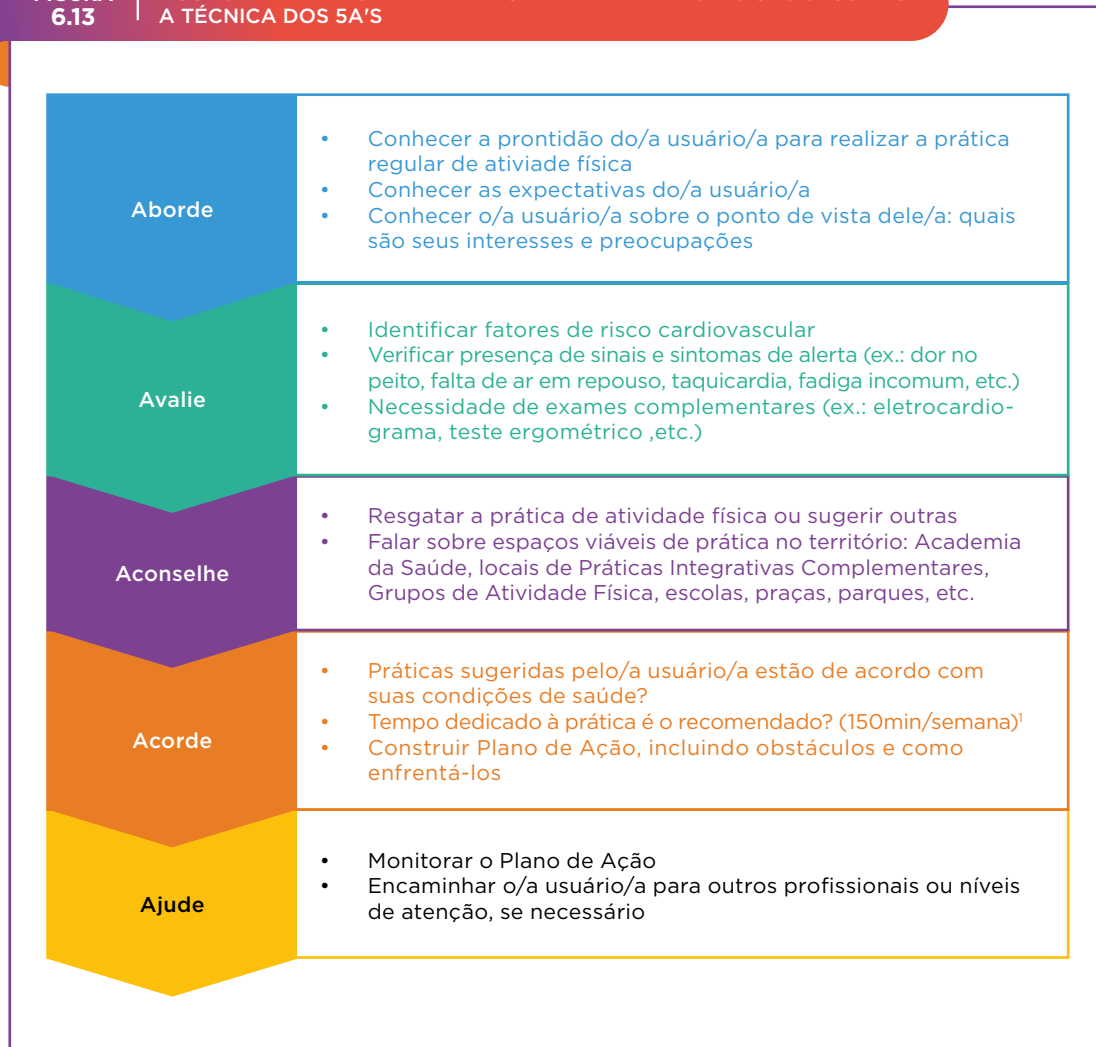 6.13
A TÉCNICA DOS 5A'S
Aborde
• Conhecer a prontidão do/a usuário/a para realizar a prática
regular de ativiade física
• Conhecer as expectativas do/a usuário/a
• Conhecer o/a usuário/a sobre o ponto de vista dele/a: quais
são seus interesses e preocupações
Avalie
• Identificar fatores de risco cardiovascular
• Verificar presença de sinais e sintomas de alerta (ex.: dor no
peito, falta de ar em repouso, taquicardia, fadiga incomum, etc.)
• Necessidade de exames complementares (ex.: eletrocardio-
grama, teste ergométrico ,etc.)
Aconselhe
• Resgatar a prática de atividade física ou sugerir outras
• Falar sobre espaços viáveis de prática no território: Academia
da Saúde, locais de Práticas Integrativas Complementares,
Grupos de Atividade Física, escolas, praças, parques, etc.
Acorde
• Práticas sugeridas pelo/a usuário/a estão de acordo com
suas condições de saúde?
• Tempo dedicado à prática é o recomendado? (150min/semana)¹
• Construir Plano de Ação, incluindo obstáculos e como
enfrentá-los
Ajude
• Monitorar o Plano de Ação
• Encaminhar o/a usuário/a para outros profissionais ou níveis
de atenção, se necessário